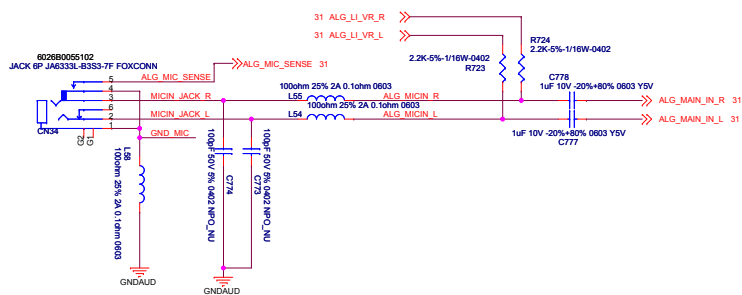 31 ALG_LI_VR_R
31 ALG_LI_VR_L
R724
2.2K-5%-1/16W-0402
2.2K-5%-1/16W-0402
R723
6026B0055102
JACK 6P JA6333L-B3S3-7F FOXCONN
ALG_MIC_SENSE 31
5 ALG_MIC_SENSE
4
3 MICIN_JACK_R
6
2 MICIN_JACK_L
1
CN34
G2
G1
GND_MIC
100ohm 25% 2A 0.1ohm 0603
L55
ALG_MICIN_R
100ohm 25% 2A 0.1ohm 0603
L54
ALG_MICIN_L
C778
1uF 10V -20%+80% 0603 Y5V
ALG_MAIN_IN_R 31
ALG_MAIN_IN_L 31
1uF 10V -20%+80% 0603 Y5V
C777
L58
100ohm 25% 2A 0.1ohm 0603
100pF 50V 5% 0402 NPO_NU
C774
100pF 50V 5% 0402 NPO_NU
C773
GNDAUD
GNDAUD